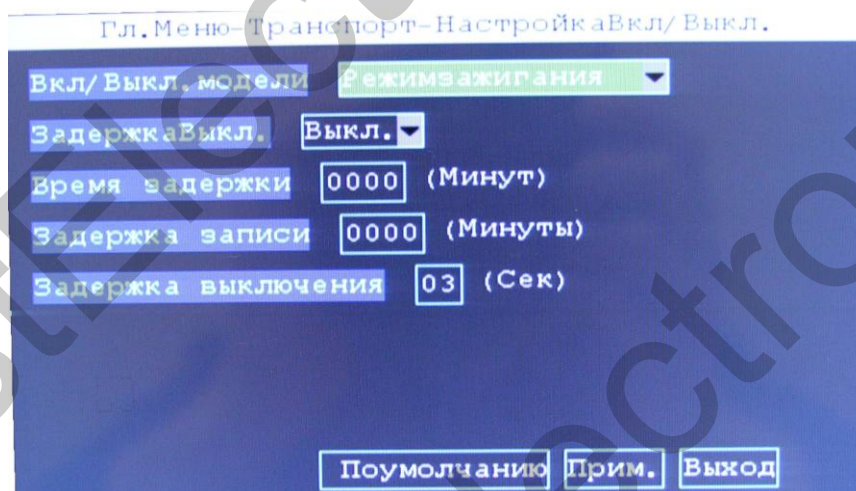 Гл.Меню-Транспорт-НастройкаВкл/Выкл.
Вкл/Выкл.модели Режимзажигания
ЗадержкаВыкл. Выкл.
Время задержки 0000 (Минут)
Задержка записи 0000 (Минуты)
Задержка выключения 03 (Сек)
Поумолчанию Прим. Выход